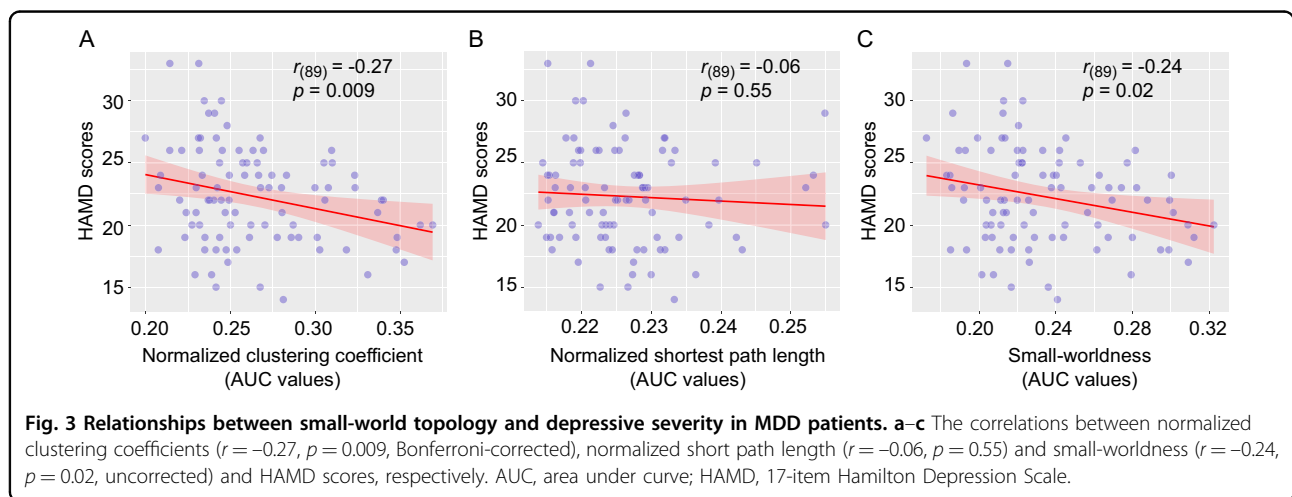 A
r(89) = -0.27
p = 0.009
HAMD scores
30
25
20
15
0.20 0.25 0.30 0.35
Normalized clustering coefficient
(AUC values)
B
r(89) = -0.06
p = 0.55
HAMD scores
30
25
20
15
0.22 0.23 0.24 0.25
Normalized shortest path length
(AUC values)
C
r(89) = -0.24
p = 0.02
HAMD scores
30
25
20
15
0.20 0.24 0.28 0.32
Small-worldness
(AUC values)
Fig. 3 Relationships between small-world topology and depressive severity in MDD patients. a–c The correlations between normalized
clustering coefficients (r = –0.27, p = 0.009, Bonferroni-corrected), normalized short path length (r = –0.06, p = 0.55) and small-worldness (r = –0.24,
p = 0.02, uncorrected) and HAMD scores, respectively. AUC, area under curve; HAMD, 17-item Hamilton Depression Scale.